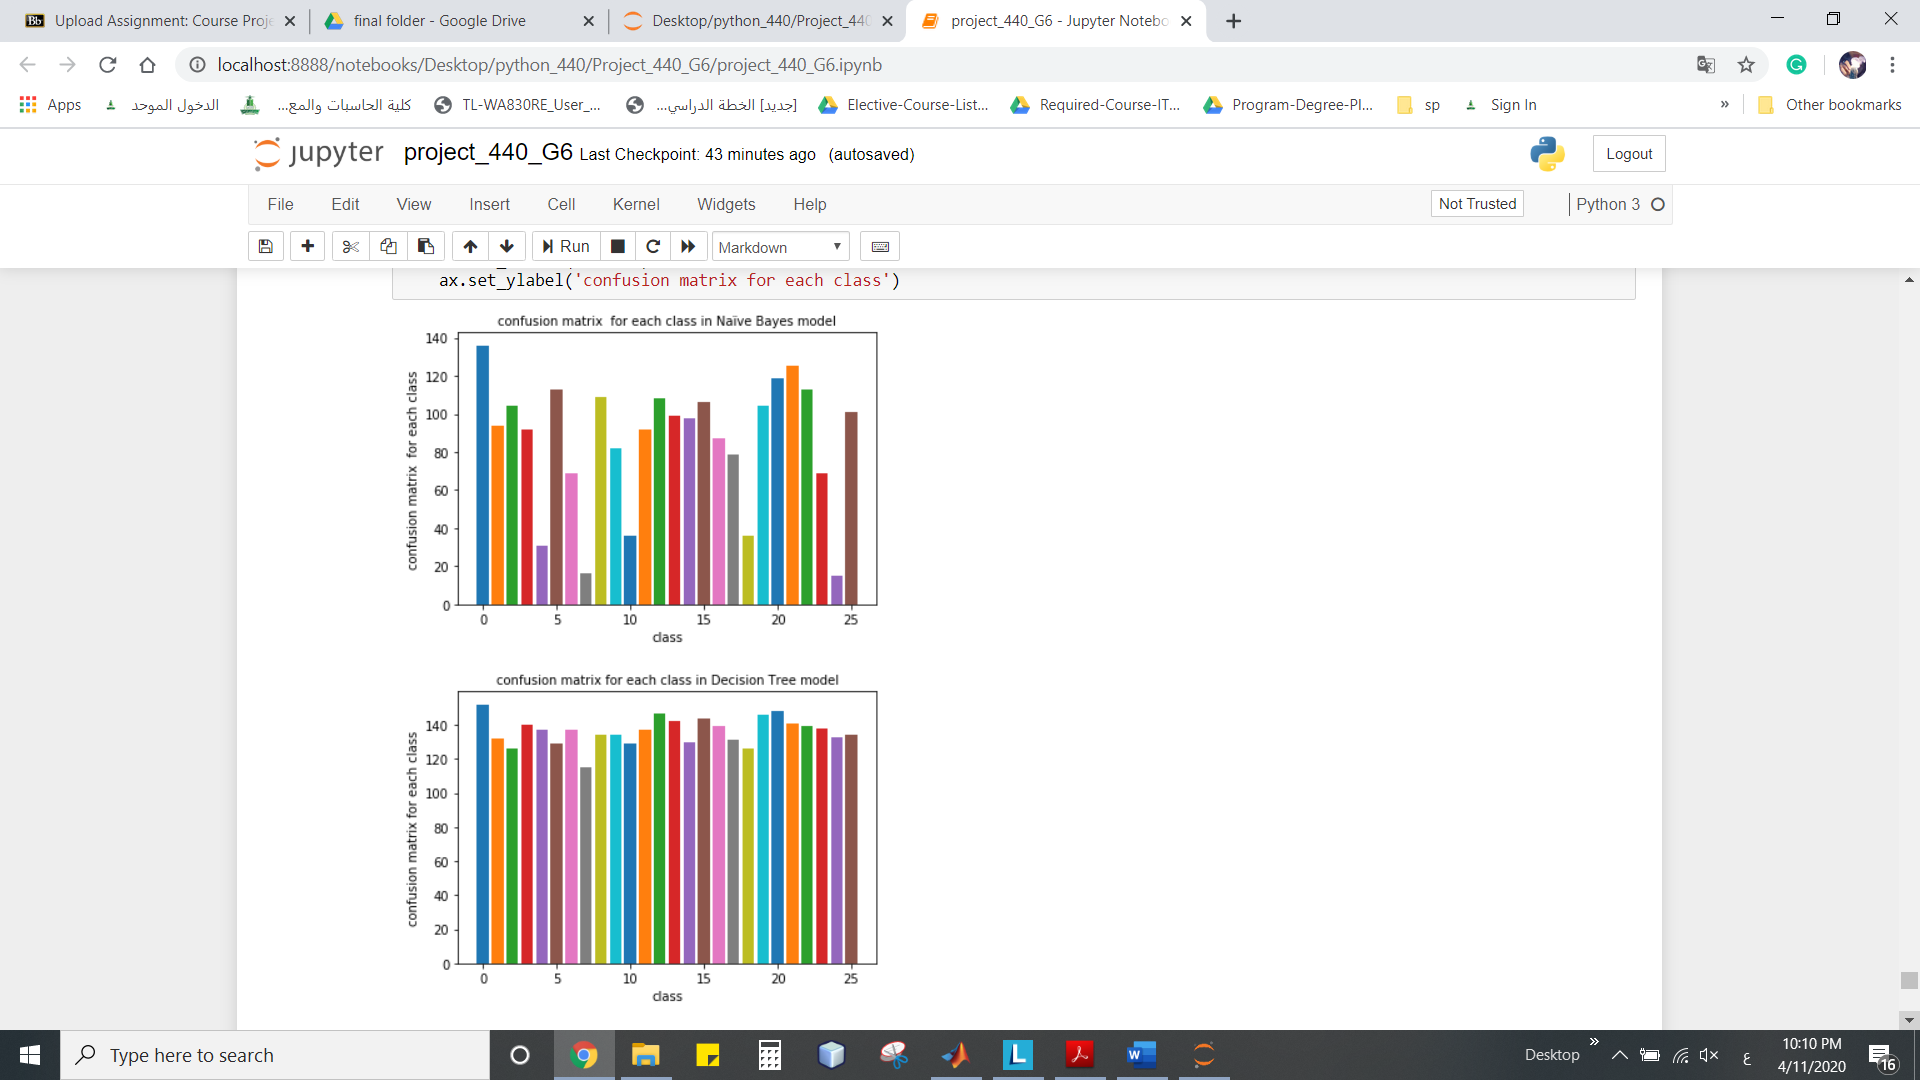 Upload Assignment: Course Proje
final folder - Google Drive
Desktop/python_440/Project_440
project_440_G6 - Jupyter Notebo
localhost:8888/notebooks/Desktop/python_440/Project_440_G6/project_440_G6.ipynb
Apps
الدخول الموحد
كلية الحاسبات والمع...
TL-WA830RE_User_...
[جديد] الخطة الدراسي...
Elective-Course-List...
Required-Course-IT...
Program-Degree-Pl...
sp
Sign In
»
Other bookmarks
jupyter project_440_G6 Last Checkpoint: 43 minutes ago (autosaved)
Logout
File Edit View Insert Cell Kernel Widgets Help
Not Trusted
Python 3
Run
Markdown
ax.set_ylabel('confusion matrix for each class')
confusion matrix for each class in Naïve Bayes model
confusion matrix for each class
140
120
100
80
60
40
20
0
0 5 10 15 20 25
class
confusion matrix for each class in Decision Tree model
confusion matrix for each class
140
120
100
80
60
40
20
0
0 5 10 15 20 25
class
Type here to search
Desktop
»
ع
10:10 PM
4/11/2020
16